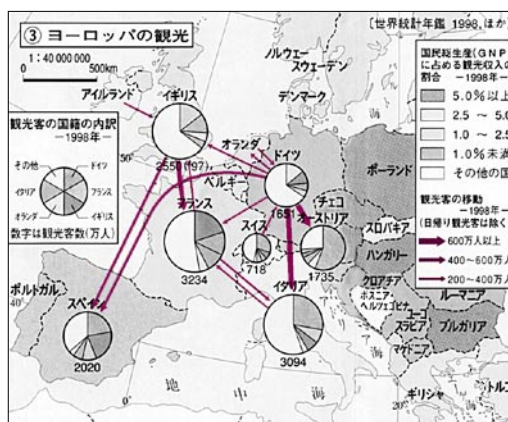 ③ ヨーロッパの観光
1:40 000 000
0 500km
〔世界統計年鑑 1998, ほか〕
国民総生産(GNP
に占める観光収入の
割合 －1998年－
5.0%以上
2.5 ～ 5.0
1.0 ～ 2.5
1.0%未満
その他の国
観光客の移動
－1998年－
(日帰り観光客は除く
600万人以上
400～600万人
200～400万人
観光客の国籍の内訳
－1998年－
その他
ドイツ
イタリア
フランス
オランダ
イギリス
数字は観光客数(万人)
ノルウェー
スウェーデン
デンマーク
アイルランド
イギリス
2550('97)
オランダ
ドイツ
1651
ベルギー
ポーランド
チェコ
フランス
3234
スイス
718
オーストリア
1735
スロバキア
ハンガリー
クロアチア
ボスニア・
ヘルツェゴビナ
ルーマニア
ユーゴ
スラビア
ブルガリア
マケドニア
イタリア
3094
ポルトガル
スペイン
2020
ギリシャ
トルコ
地中海
50°
40°
0°
20°